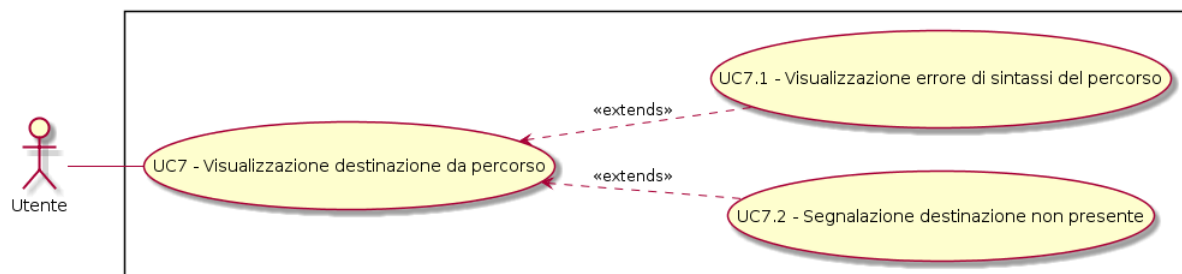 UC7.1 - Visualizzazione errore di sintassi del percorso
«extends»
UC7 - Visualizzazione destinazione da percorso
«extends»
Utente
UC7.2 - Segnalazione destinazione non presente